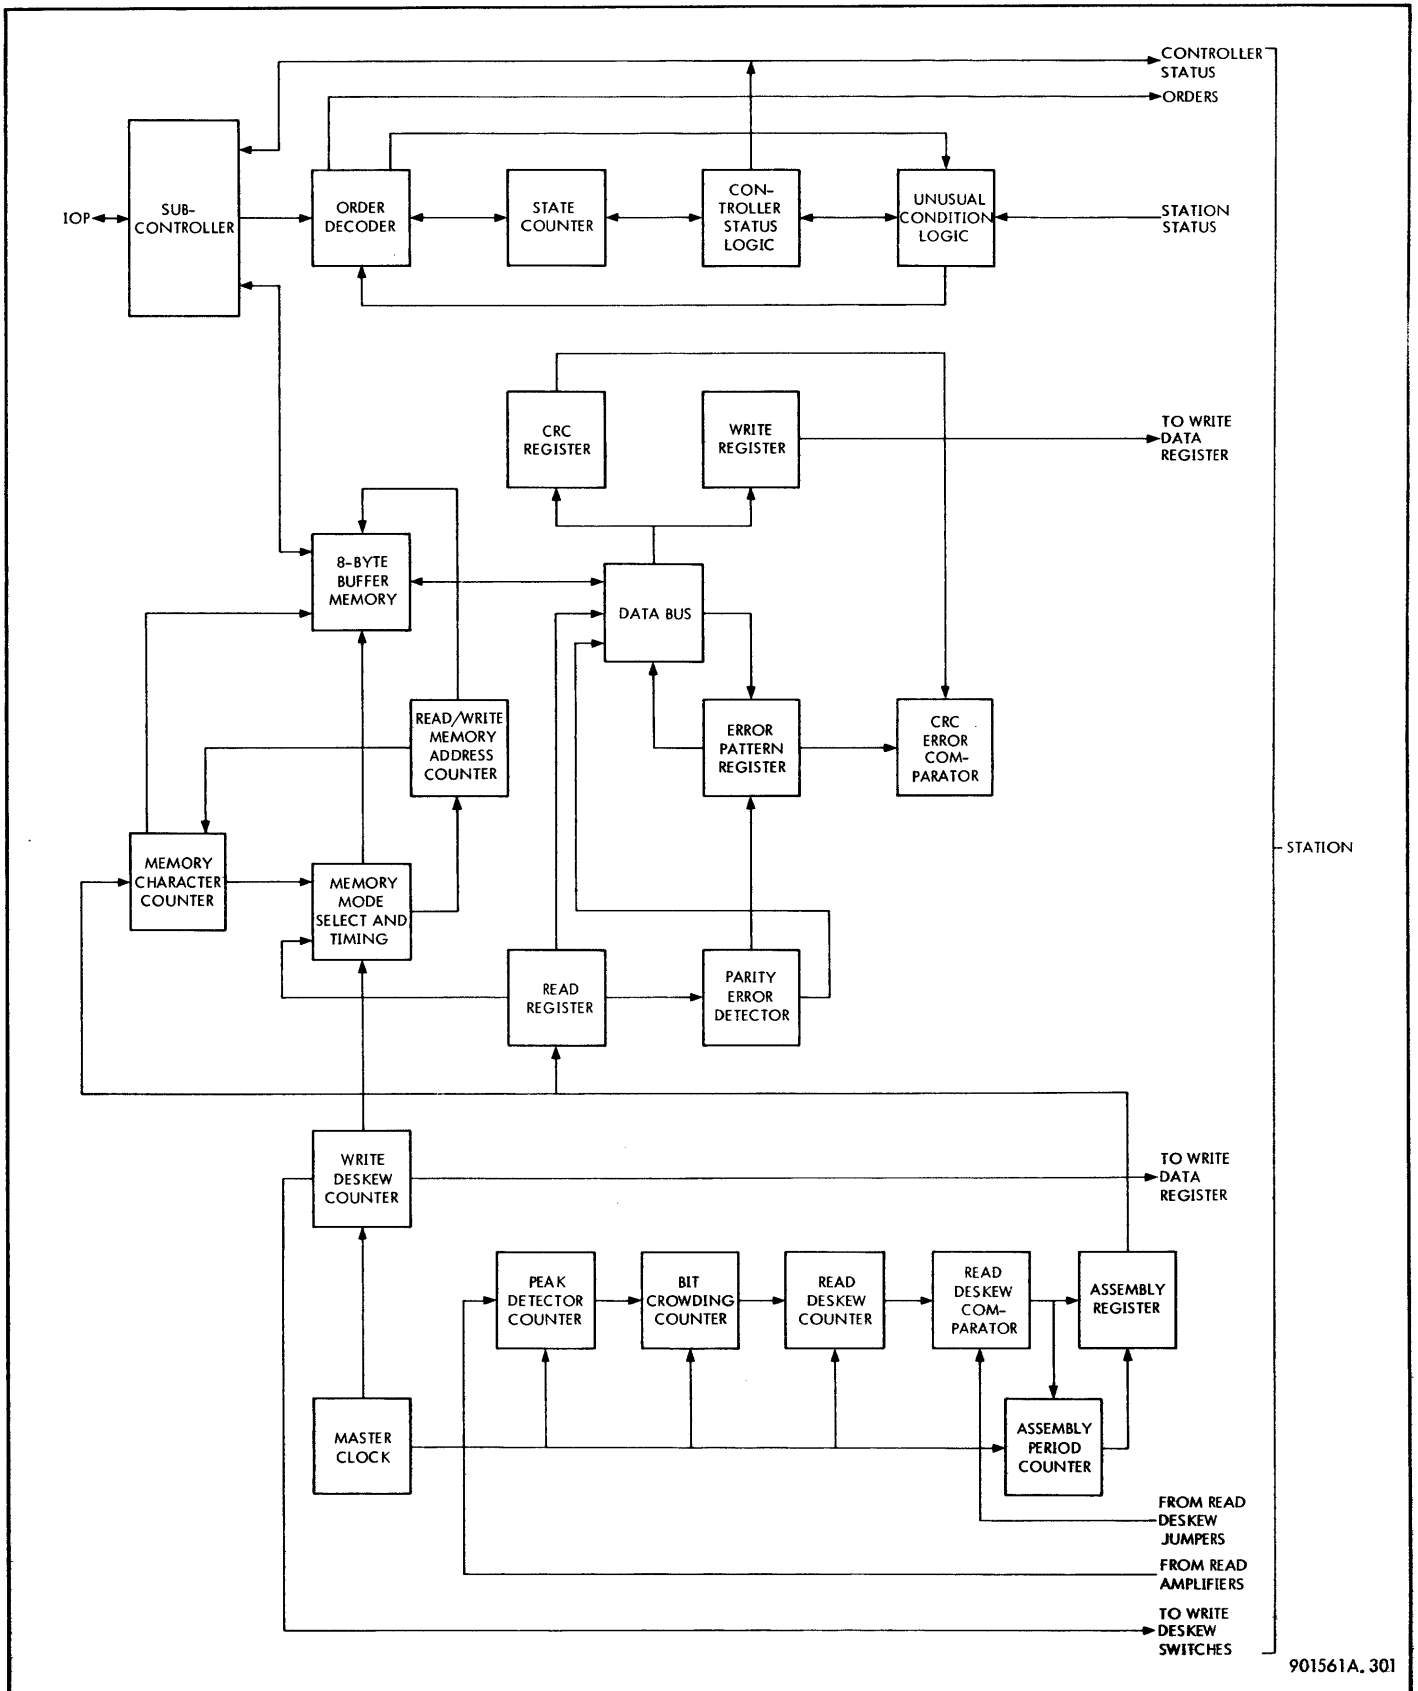 CONTROLLER
STATUS
ORDERS
IOP
SUB-
CONTROLLER
ORDER
DECODER
STATE
COUNTER
CON-
TROLLER
STATUS
LOGIC
UNUSUAL
CONDITION
LOGIC
STATION
STATUS
CRC
REGISTER
WRITE
REGISTER
TO WRITE
DATA
REGISTER
8-BYTE
BUFFER
MEMORY
DATA BUS
READ/WRITE
MEMORY
ADDRESS
COUNTER
ERROR
PATTERN
REGISTER
CRC
ERROR
COM-
PARATOR
STATION
MEMORY
CHARACTER
COUNTER
MEMORY
MODE
SELECT AND
TIMING
READ
REGISTER
PARITY
ERROR
DETECTOR
WRITE
DESKEW
COUNTER
TO WRITE
DATA
REGISTER
PEAK
DETECTOR
COUNTER
BIT
CROWDING
COUNTER
READ
DESKEW
COUNTER
READ
DESKEW
COM-
PARATOR
ASSEMBLY
REGISTER
MASTER
CLOCK
ASSEMBLY
PERIOD
COUNTER
FROM READ
DESKEW
JUMPERS
FROM READ
AMPLIFIERS
TO WRITE
DESKEW
SWITCHES
901561A. 301